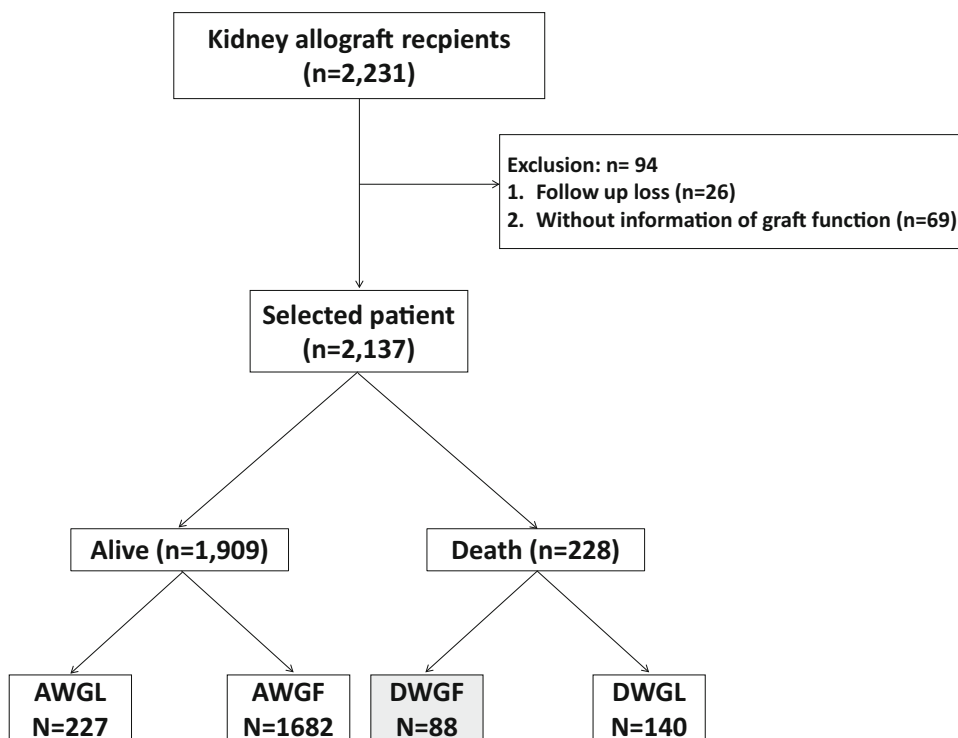 Kidney allograft recpients
(n=2,231)
Exclusion: n= 94
1. Follow up loss (n=26)
2. Without information of graft function (n=69)
Selected patient
(n=2,137)
Alive (n=1,909)
Death (n=228)
AWGL
N=227
AWGF
N=1682
DWGF
N=88
DWGL
N=140